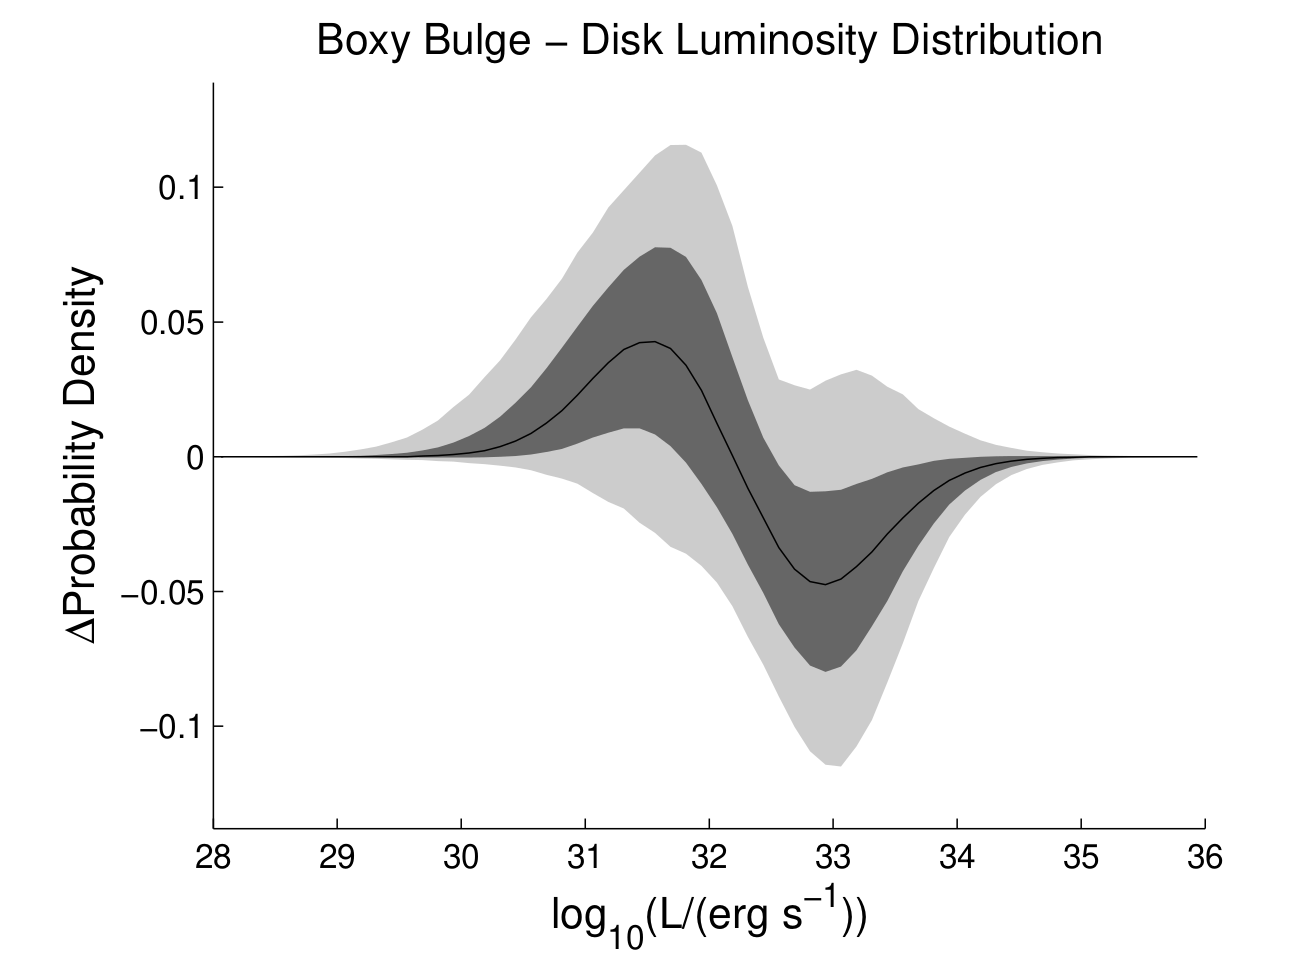 Boxy Bulge − Disk Luminosity Distribution
ΔProbability Density
0.1
0.05
0
−0.05
−0.1
28 29 30 31 32 33 34 35 36
log₁₀(L/(erg s⁻¹))